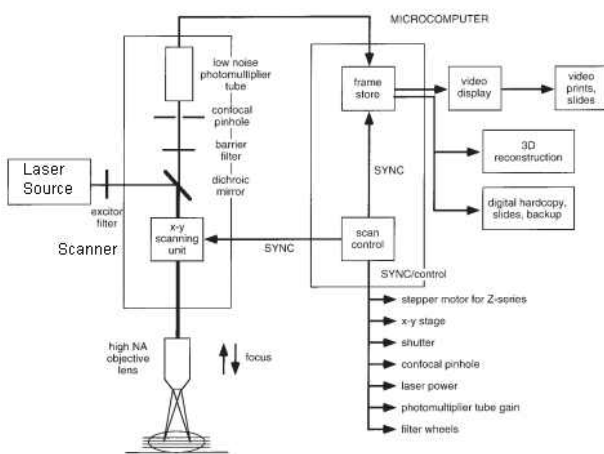 MICROCOMPUTER
low noise
photomultiplier
tube
confocal
pinhole
barrier
filter
dichroic
mirror
Laser
Source
excitor
filter
Scanner
x-y
scanning
unit
high NA
objective
lens
focus
frame
store
SYNC
SYNC
scan
control
SYNC/control
video
display
video
prints,
slides
3D
reconstruction
digital hardcopy,
slides, backup
stepper motor for Z-series
x-y stage
shutter
confocal pinhole
laser power
photomultiplier tube gain
filter wheels